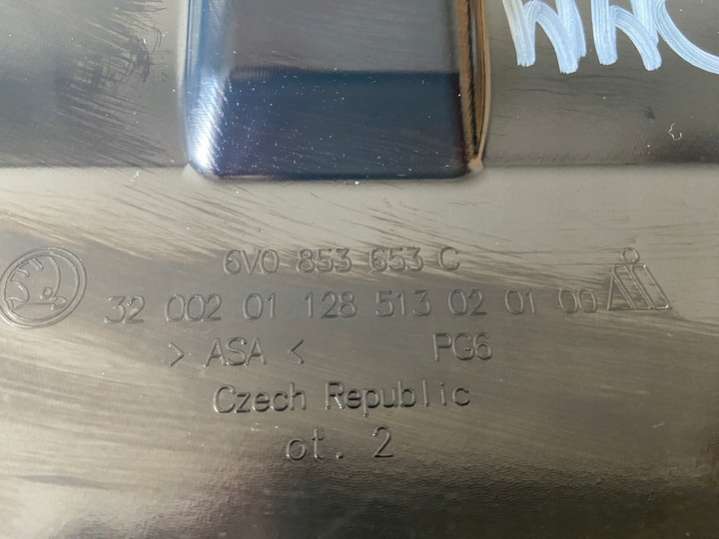 6V0 853 653 C
32 002 01 128 513 02 01 00
> ASA < PG6
Czech Republic
ot. 2